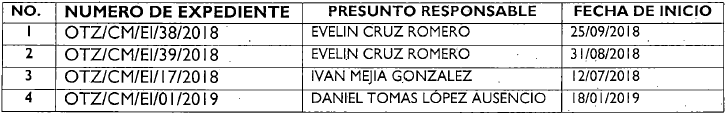 NO. NUMERO DE EXPEDIENTE PRESUNTO RESPONSABLE FECHA DE INICIO
1 OTZ/CM/EI/38/2018 EVELIN CRUZ ROMERO 25/09/2018
2 OTZ/CM/EI/39/2018 EVELIN CRUZ ROMERO 31/08/2018
3 OTZ/CM/EI/17/2018 IVAN MEJIA GONZALEZ 12/07/2018
4 OTZ/CM/EI/01/2019 DANIEL TOMAS LÓPEZ AUSENCIO 18/01/2019